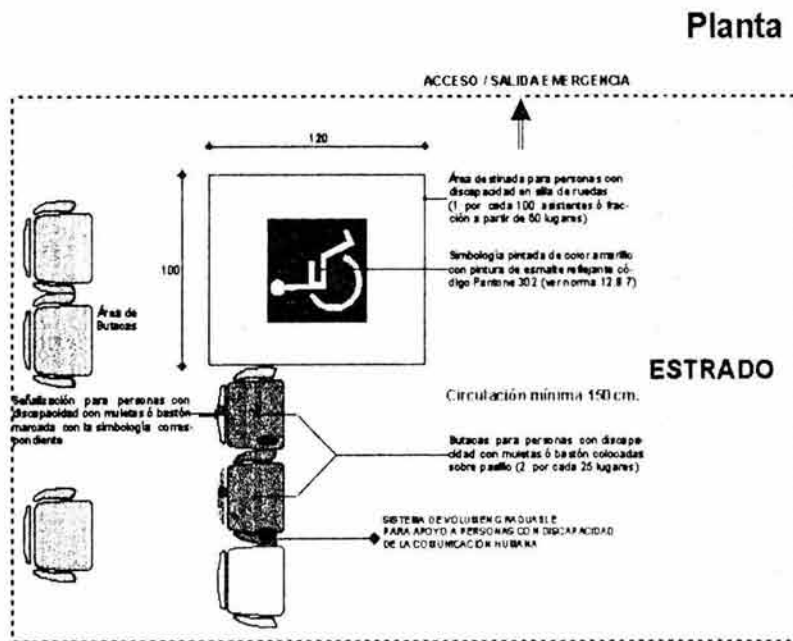 Planta
ACCESO / SALIDA EMERGENCIA
120
Área destinada para personas con
discapacidad en silla de ruedas
(1 por cada 100 asistentes ó frac-
ción a partir de 60 lugares)
100
Simbología pintada de color amarillo
con pintura de esmalte reflejante có-
digo Pantone 302 (ver norma 12.8.7)
Área de
Butacas
ESTRADO
Circulación mínima 150 cm.
Señalización para personas con
discapacidad con muletas ó bastón
marcada con la simbología corres-
pondiente
Butacas para personas con discapa-
cidad con muletas ó bastón colocadas
sobre pasillo (2 por cada 25 lugares)
SISTEMA DE VOLUMEN GRADUABLE
PARA APOYO A PERSONAS CON DISCAPACIDAD
DE LA COMUNICACIÓN HUMANA